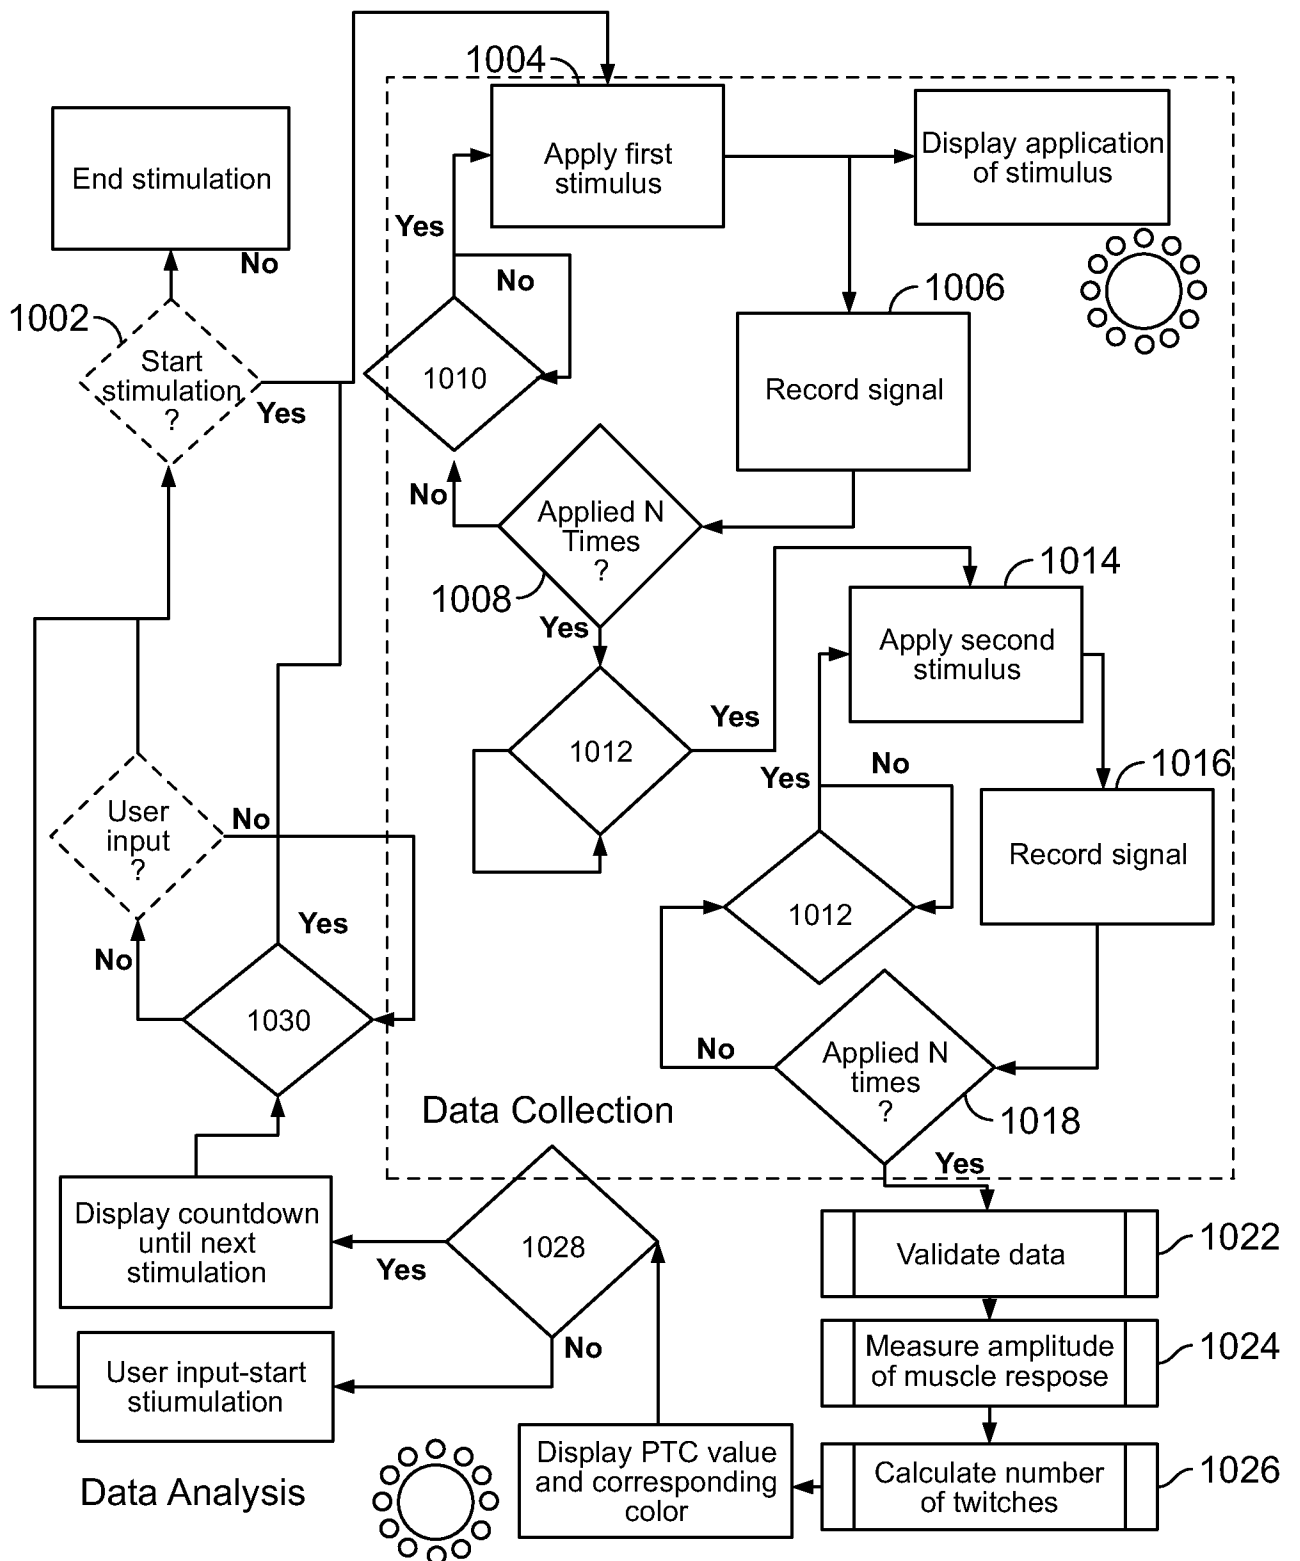 1004
End stimulation
Apply first
stimulus
Display application
of stimulus
Yes
No
No
1002
Start
stimulation
?
Yes
1010
1006
Record signal
No
Applied N
Times
?
1008
Yes
1014
Apply second
stimulus
1012
Yes
Yes
No
1016
Record signal
User
input
?
No
Yes
No
1030
1012
No
Applied N
times
?
1018
Yes
Data Collection
Display countdown
until next
stimulation
Yes
1028
No
Validate data
1022
User input-start
stiumulation
Measure amplitude
of muscle respose
1024
Display PTC value
and corresponding
color
Calculate number
of twitches
1026
Data Analysis